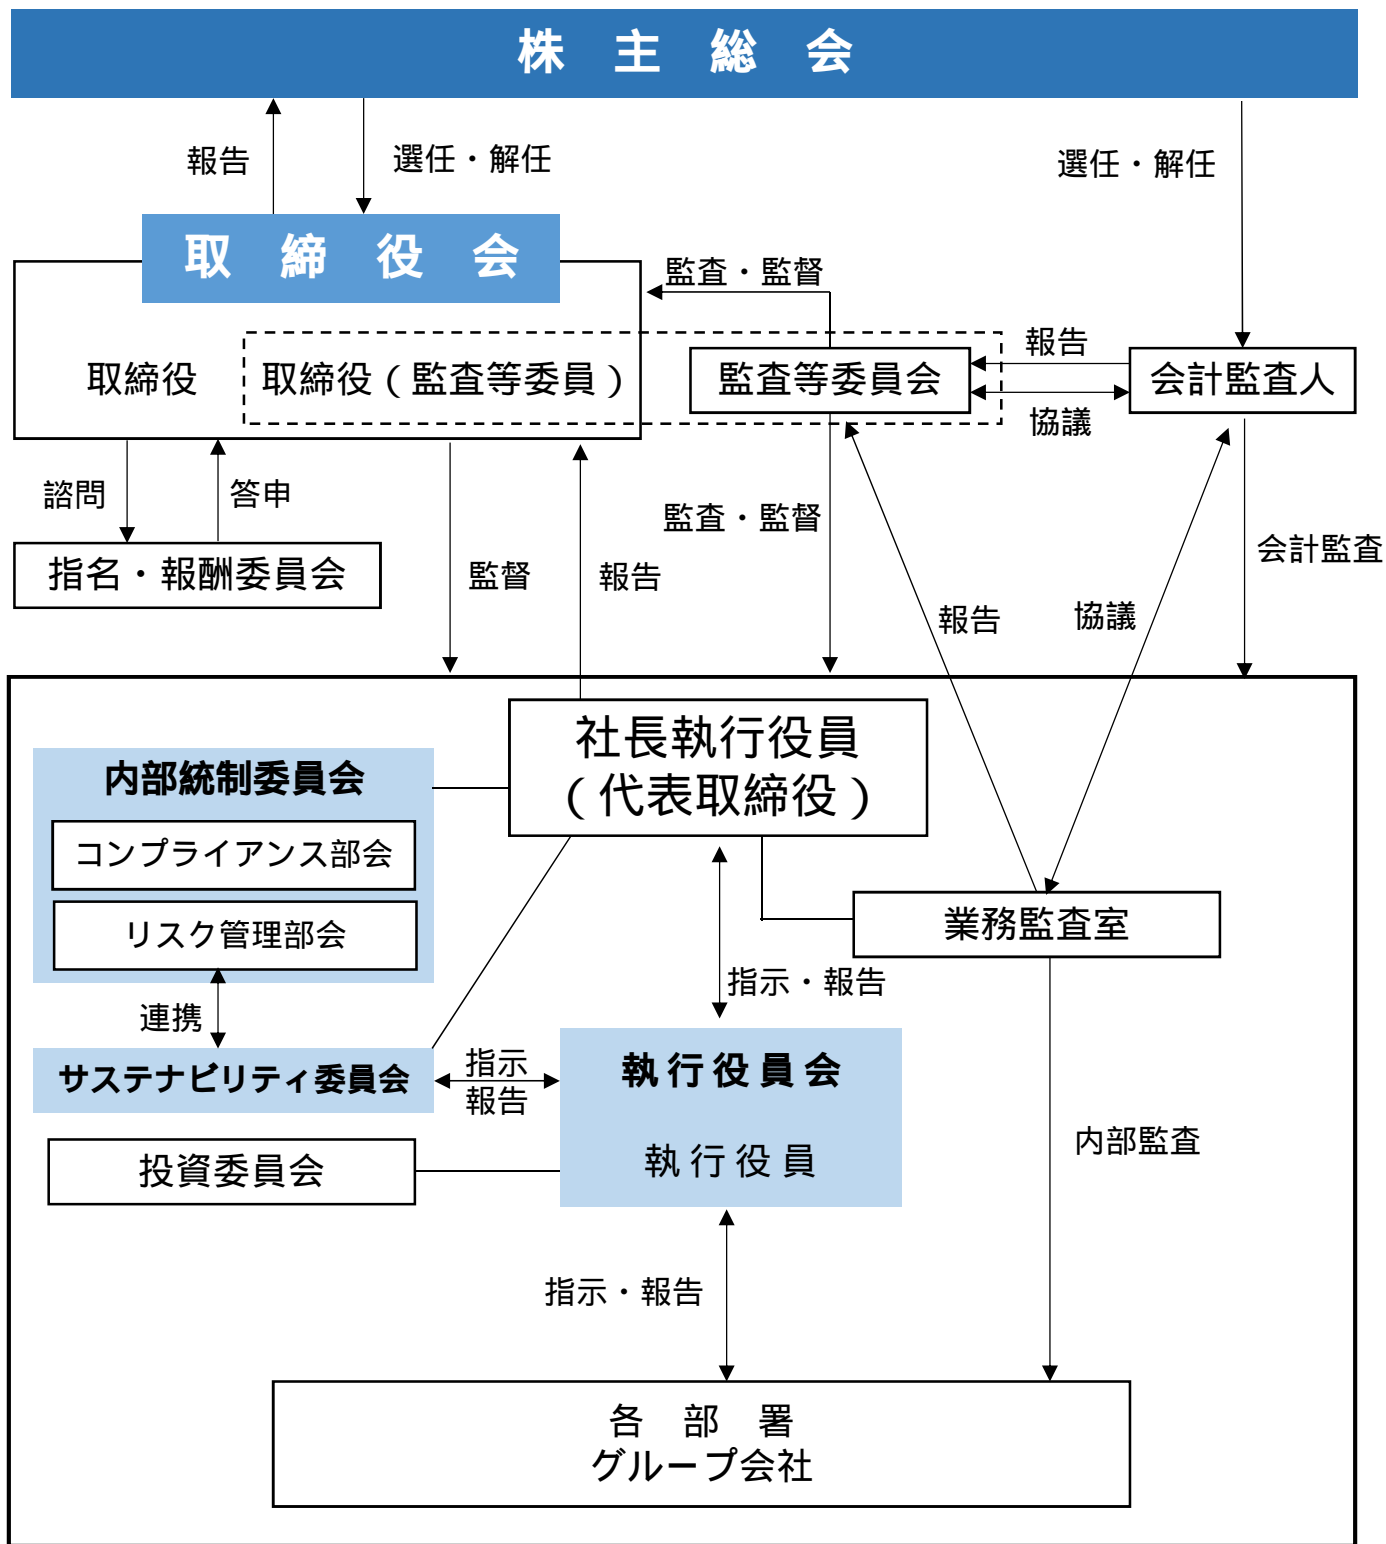 株 主 総 会
報告
選任・解任
選任・解任
取 締 役 会
監査・監督
取締役
取締役(監査等委員)
監査等委員会
報告
協議
会計監査人
諮問
答申
指名・報酬委員会
監督
報告
監査・監督
報告
協議
会計監査
社長執行役員
(代表取締役)
内部統制委員会
コンプライアンス部会
リスク管理部会
業務監査室
連携
指示・報告
サステナビリティ委員会
指示
報告
執行役員会
執行役員
投資委員会
内部監査
指示・報告
各 部 署
グループ会社